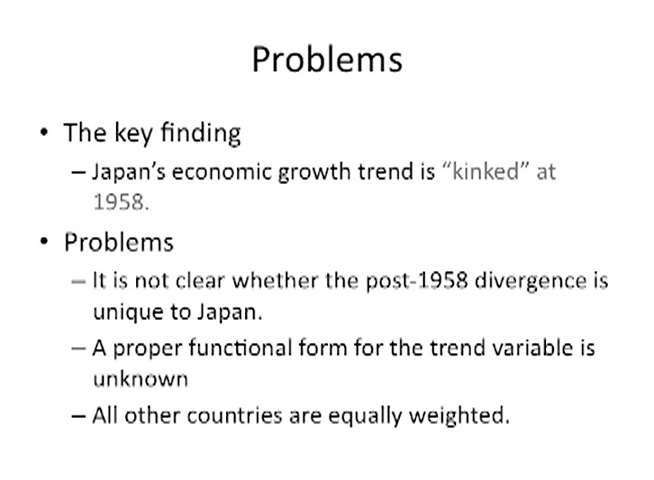 Problems
• The key finding
– Japan's economic growth trend is "kinked" at
1958.
• Problems
– It is not clear whether the post-1958 divergence is
unique to Japan.
– A proper functional form for the trend variable is
unknown
– All other countries are equally weighted.